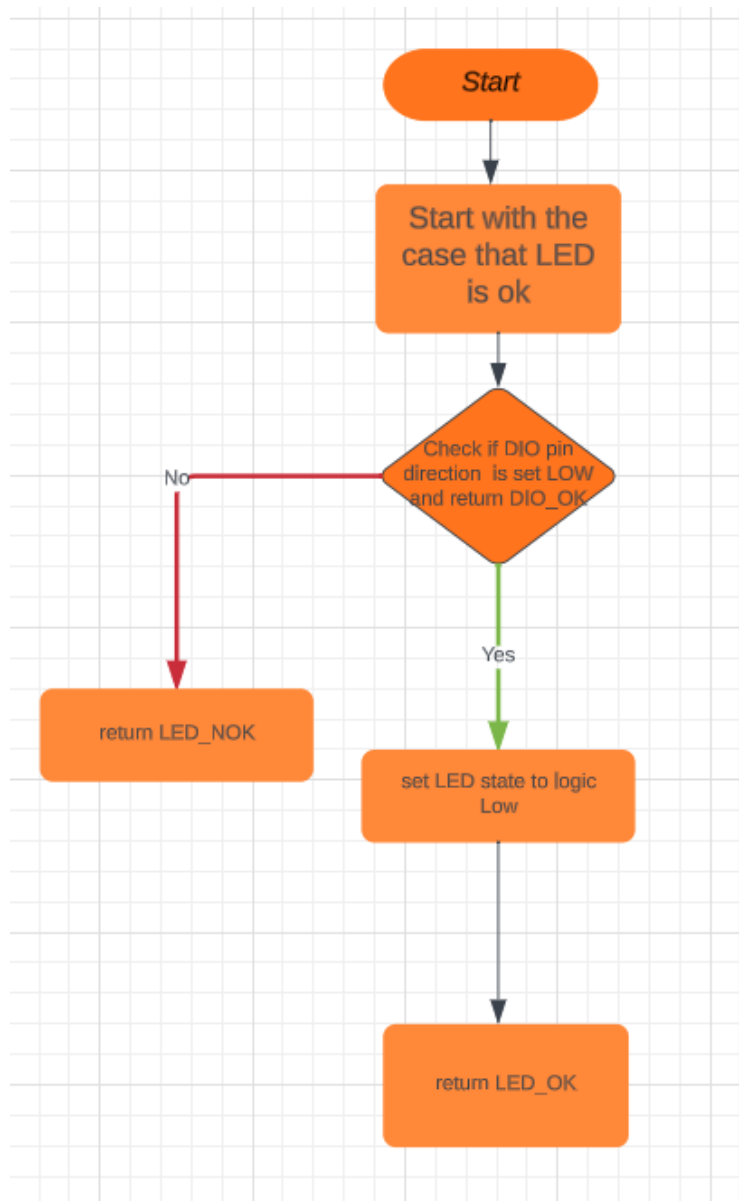 Start
Start with the
case that LED
is ok
Check if DIO pin
direction is set LOW
and return DIO_OK
No
Yes
return LED_NOK
set LED state to logic
Low
return LED_OK